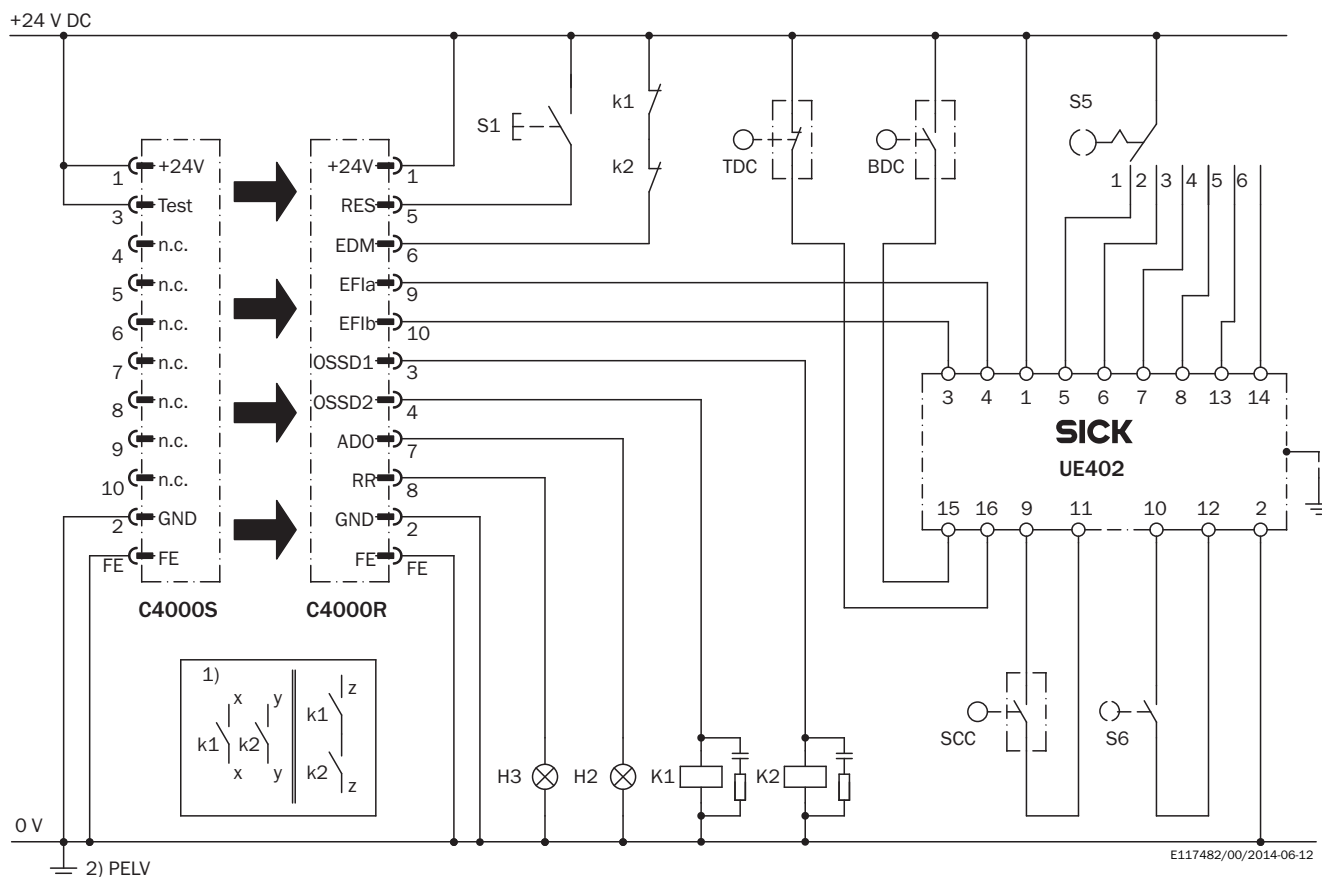 +24 V DC
k1
k2
S1
TDC
BDC
S5
1 2 3 4 5 6
+24V
1
Test
3
n.c.
4
n.c.
5
n.c.
6
n.c.
7
n.c.
8
n.c.
9
n.c.
10
GND
2
FE
FE
C4000S
+24V
1
RES
5
EDM
6
EFIa
9
EFIb
10
OSSD1
3
OSSD2
4
ADO
7
RR
8
GND
2
FE
FE
C4000R
3 4 1 5 6 7 8 13 14
SICK
UE402
15 16 9 11 10 12 2
SCC
S6
1)
x y z
k1 k2 k1
x y k2 z
H3 H2 K1 K2
0 V
2) PELV
E117482/00/2014-06-12